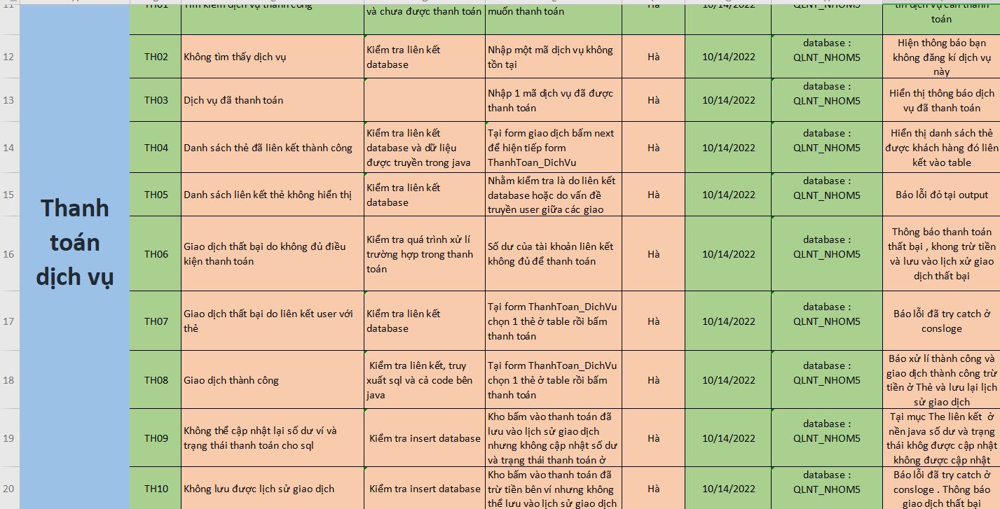 11
TH01
Tìm kiếm dịch vụ thành công
và chưa được thanh toán
muốn thanh toán
Hà
10/14/2022
QLNT_NHOM5
tin dịch vụ cần thanh
toán
Thanh
toán
dịch vụ
12
TH02
Không tìm thấy dịch vụ
Kiểm tra liên kết
database
Nhập một mã dịch vụ không
tồn tại
Hà
10/14/2022
database :
QLNT_NHOM5
Hiện thông báo bạn
không đăng kí dịch vụ
này
13
TH03
Dịch vụ đã thanh toán
Nhập 1 mã dịch vụ đã được
thanh toán
Hà
10/14/2022
database :
QLNT_NHOM5
Hiển thị thông báo dịch
vụ đã thanh toán
14
TH04
Danh sách thẻ đã liên kết thành công
Kiểm tra liên kết
database và dữ liệu
được truyền trong java
Tại form giao dịch bấm next
để hiện tiếp form
ThanhToan_DichVu
Hà
10/14/2022
database :
QLNT_NHOM5
Hiển thị danh sách thẻ
được khách hàng đó liên
kết vào table
15
TH05
Danh sách liên kết thẻ không hiển thị
Kiểm tra liên kết
database
Nhằm kiểm tra là do liên kết
database hoặc do vấn đề
truyền user giữa các giao
Hà
10/14/2022
database :
QLNT_NHOM5
Báo lỗi đỏ tại output
16
TH06
Giao dịch thất bại do không đủ điều
kiện thanh toán
Kiểm tra quá trình xử lí
trường hợp trong thanh
toán
Số dư của tài khoản liên kết
không đủ để thanh toán
Hà
10/14/2022
database :
QLNT_NHOM5
Thông báo thanh toán
thất bại , khong trừ tiền
và lưu vào lịch xử giao
dịch thất bại
17
TH07
Giao dịch thất bại do liên kết user với
thẻ
Kiểm tra liên kết
database
Tại form ThanhToan_DichVu
chọn 1 thẻ ở table rồi bấm
thanh toán
Hà
10/14/2022
database :
QLNT_NHOM5
Báo lỗi đã try catch ở
consloge
18
TH08
Giao dịch thành công
Kiểm tra liên kết, truy
xuất sql và cả code bên
java
Tại form ThanhToan_DichVu
chọn 1 thẻ ở table rồi bấm
thanh toán
Hà
10/14/2022
database :
QLNT_NHOM5
Báo xử lí thành công và
giao dịch thành công trừ
tiền ở Thẻ và lưu lại lịch
sử giao dịch
19
TH09
Không thể cập nhật lại số dư ví và
trạng thái thanh toán cho sql
Kiểm tra insert database
Kho bấm vào thanh toán đã
lưu vào lịch sử giao dịch
nhưng không cập nhật số dư
và trạng thái thanh toán ở
Hà
10/14/2022
database :
QLNT_NHOM5
Tại mục The liên kết ở
nền java số dư và trạng
thái khôg được cập nhật
không được cập nhật
20
TH10
Không lưu được lịch sử giao dịch
Kiểm tra insert database
Kho bấm vào thanh toán đã
trừ tiền bên ví nhưng không
thể lưu vào lịch sử giao dịch
Hà
10/14/2022
database :
QLNT_NHOM5
Báo lỗi đã try catch ở
consloge . Thông báo
giao dịch thất bại